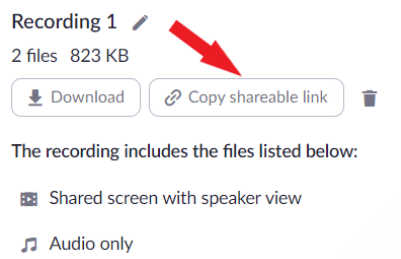 Recording 1
2 files 823 KB
Download Copy shareable link
The recording includes the files listed below:
Shared screen with speaker view
Audio only